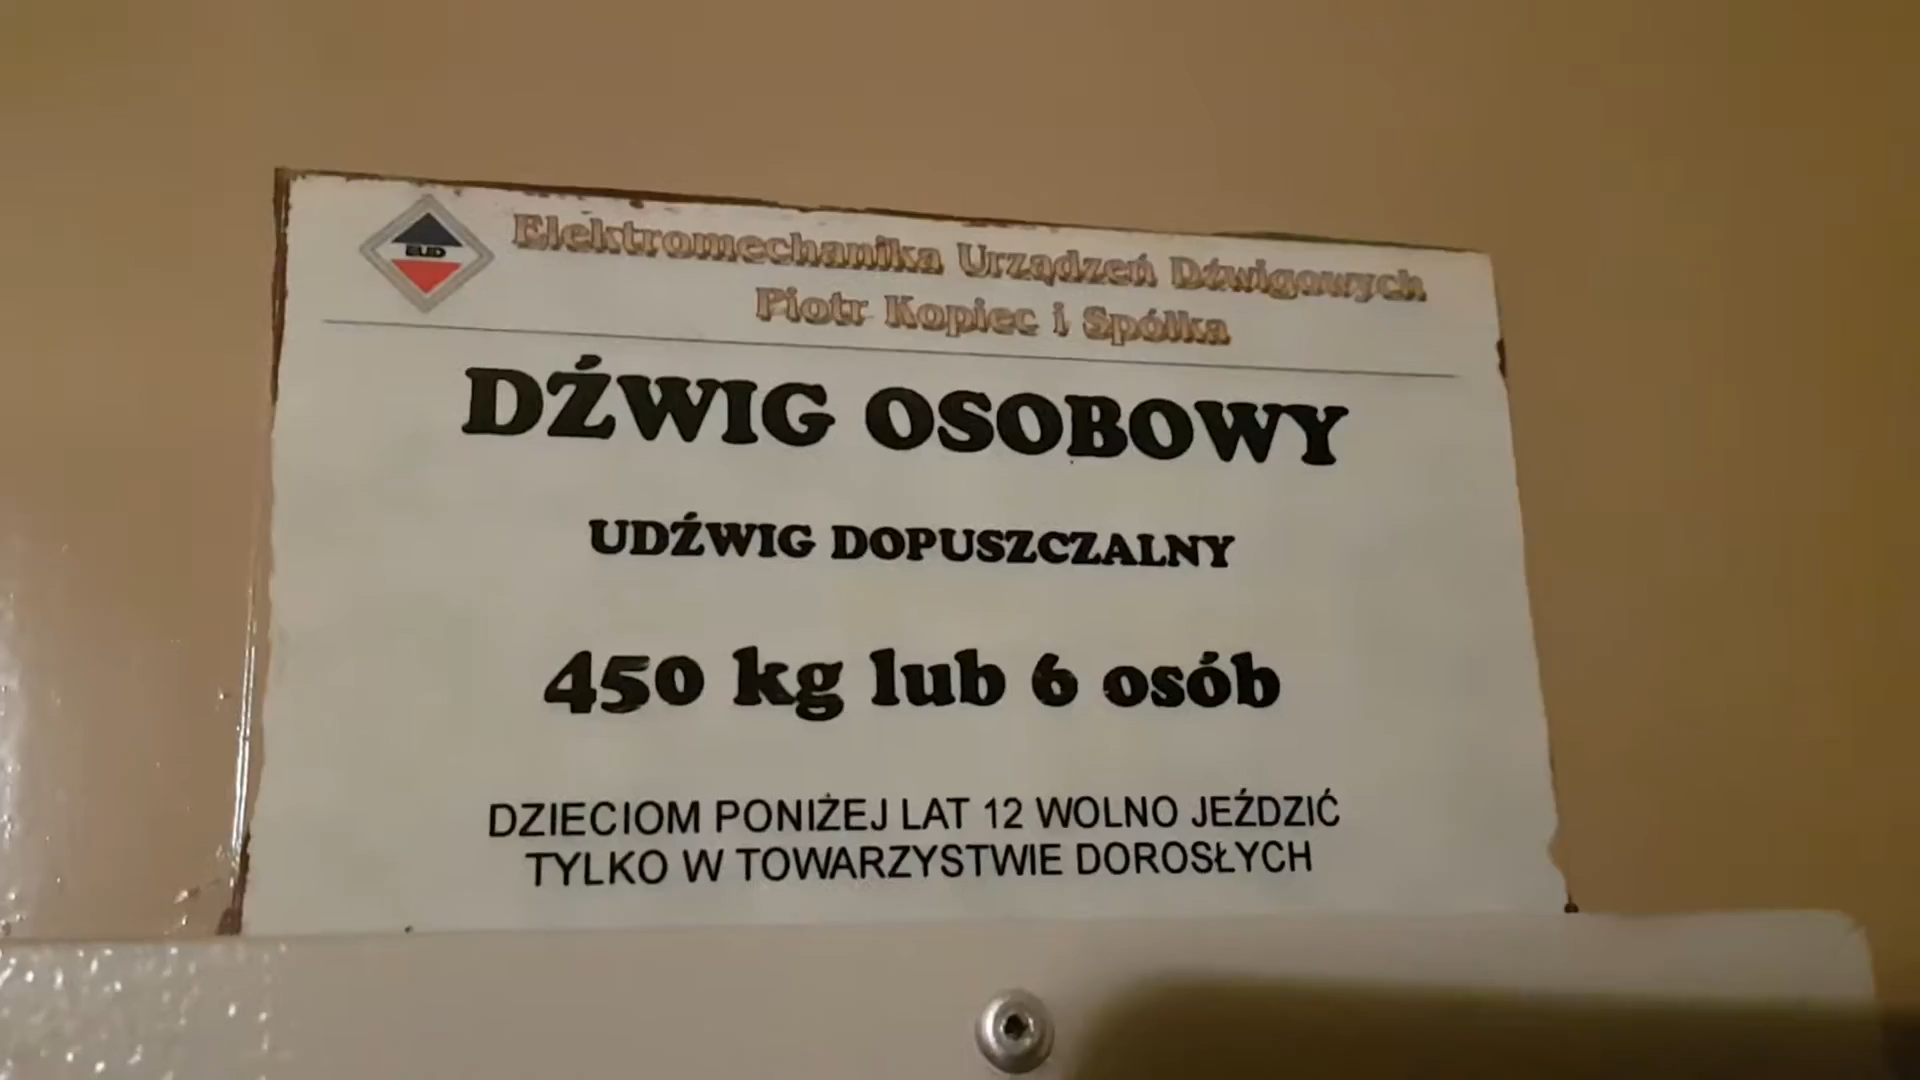 EUD
Elektromechanika Urządzeń Dźwigowych
Piotr Kopiec i Spółka
DŹWIG OSOBOWY
UDŹWIG DOPUSZCZALNY
450 kg lub 6 osób
DZIECIOM PONIŻEJ LAT 12 WOLNO JEŹDZIĆ
TYLKO W TOWARZYSTWIE DOROSŁYCH